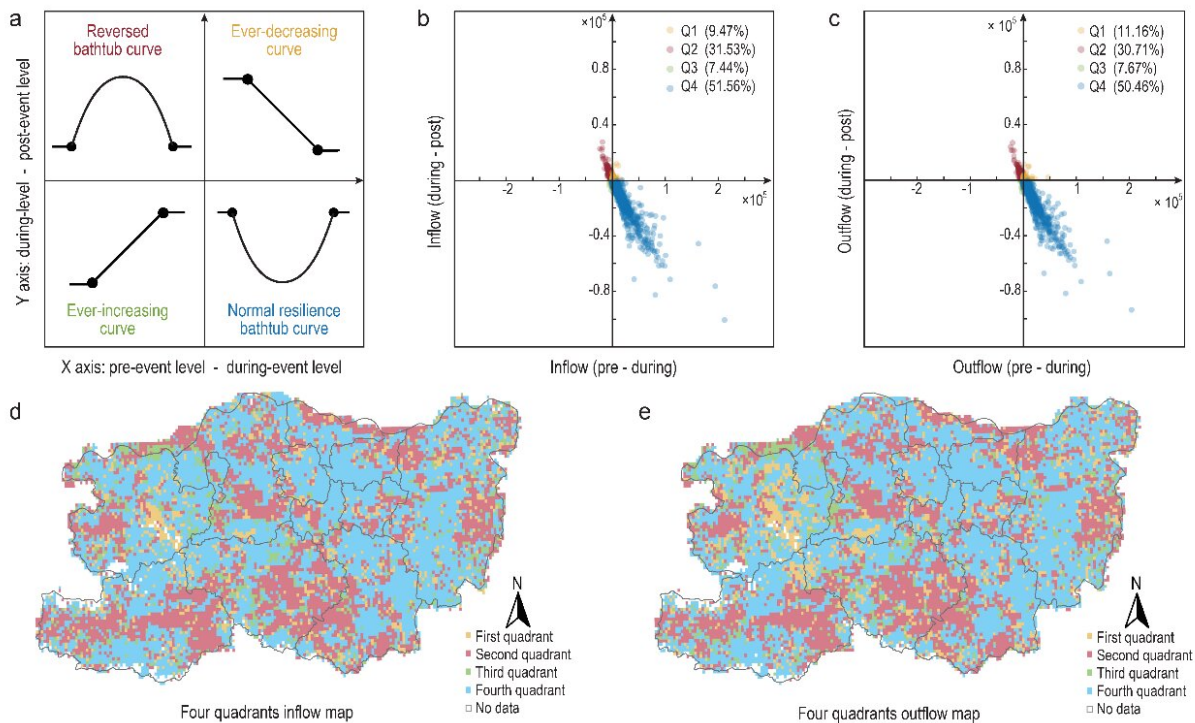 a
Reversed
bathtub curve
Ever-decreasing
curve
Ever-increasing
curve
Normal resilience
bathtub curve
Y axis: during-level - post-event level
X axis: pre-event level - during-event level
b
×10⁵
Q1 (9.47%)
Q2 (31.53%)
Q3 (7.44%)
Q4 (51.56%)
0.8
0.4
-2
-1
1
2
× 10⁵
-0.4
-0.8
Inflow (during - post)
Inflow (pre - during)
c
×10⁵
Q1 (11.16%)
Q2 (30.71%)
Q3 (7.67%)
Q4 (50.46%)
0.8
0.4
-2
-1
1
2
× 10⁵
-0.4
-0.8
Outflow (during - post)
Outflow (pre - during)
d
N
First quadrant
Second quadrant
Third quadrant
Fourth quadrant
No data
Four quadrants inflow map
e
N
First quadrant
Second quadrant
Third quadrant
Fourth quadrant
No data
Four quadrants outflow map